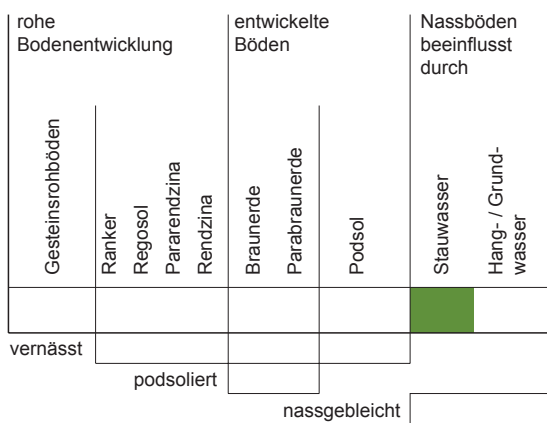 rohe
Bodenentwicklung
entwickelte
Böden
Nassböden
beeinflusst
durch
Gesteinsrohböden
Ranker
Regosol
Pararendzina
Rendzina
Braunerde
Parabraunerde
Podsol
Stauwasser
Hang- / Grund-
wasser
vernässt
podsoliert
nassgebleicht